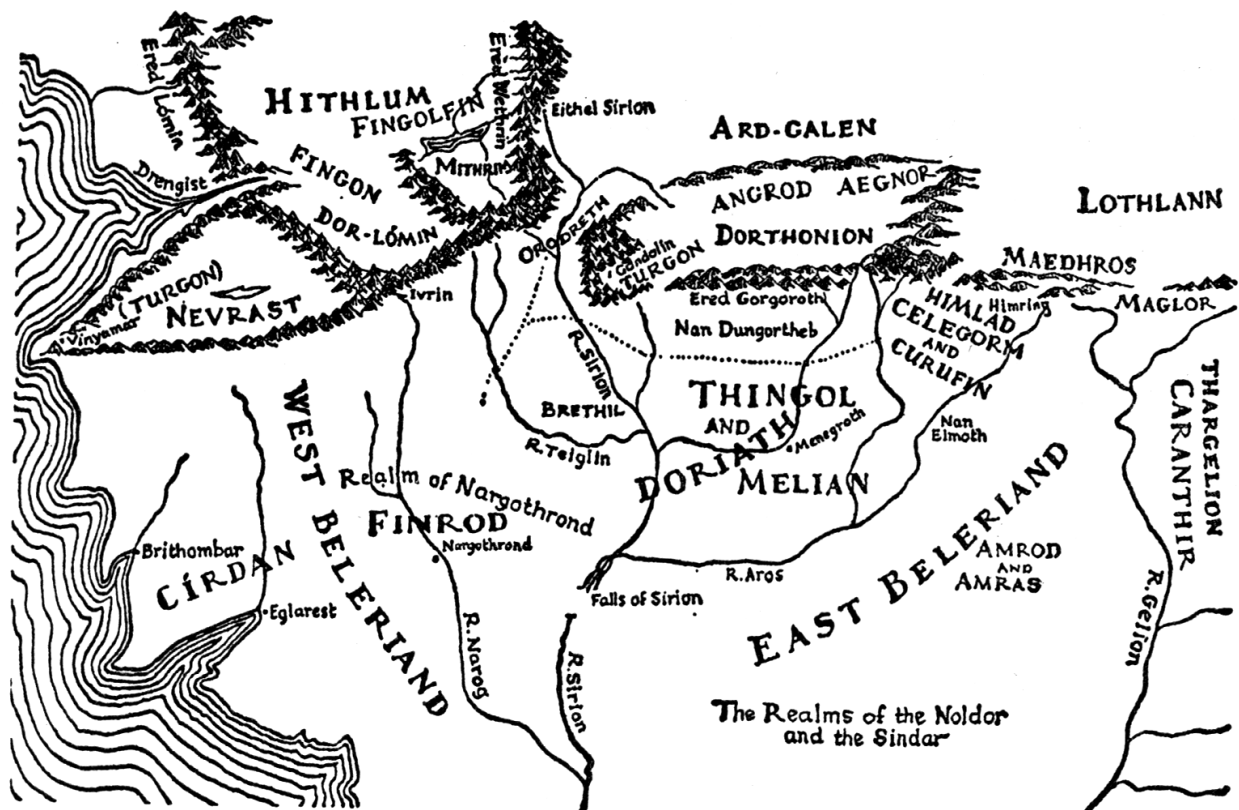 Ered Lómin
HITHLUM
FINGOLFIN
Ered Wethrin
Eithel Sirion
MITHRIM
Drengist
FINGON
DOR-LÓMIN
ARD-GALEN
ANGROD AEGNOR
DORTHONION
LOTHLANN
ORODRETH
Gondolin
TURGON
(TURGON)
NEVRAST
Vinyamar
Ivrin
Ered Gorgoroth
Nan Dungortheb
MAEDHROS
MAGLOR
Himring
HIMLAD
CELEGORM
AND
CURUFIN
R. Sirion
BRETHIL
R. Teiglin
THINGOL
AND
MELIAN
DORIATH
Menegroth
Nan
Elmoth
THARGELION
CARANTHIR
WEST BELERIAND
Realm of Nargothrond
FINROD
Nargothrond
Brithombar
CÍRDAN
Eglarest
R. Narog
Falls of Sirion
R. Sirion
R. Aros
EAST BELERIAND
AMROD
AND
AMRAS
R. Gelion
The Realms of the Noldor
and the Sindar